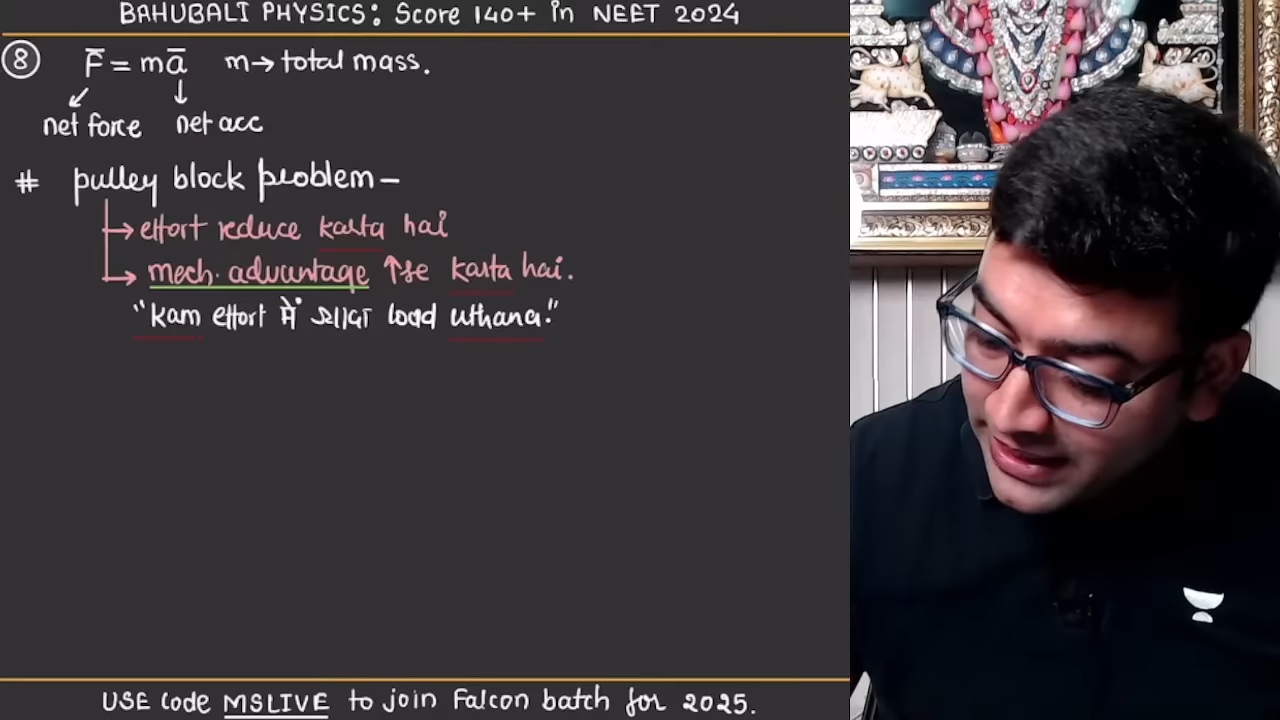 BAHUBALI PHYSICS: Score 140+ in NEET 2024
⑧ F̄ = mā m→ total mass.
net force net acc
# pulley block problem –
→ effort reduce karta hai
→ mech. advantage ↑se karta hai.
"kam effort में ज्यादा load uthana."
USE Code MSLIVE to join Falcon batch for 2025.